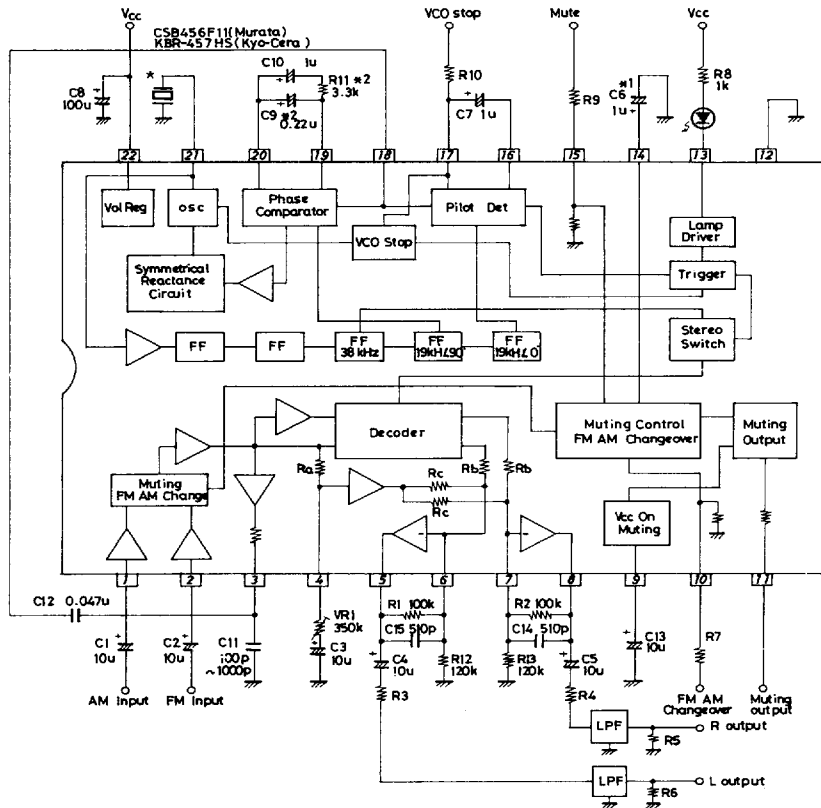 Vcc
CSB456F11(Murata)
KBR-457HS(Kyo-Cera)
VCO stop
Mute
Vcc
C8
100u
*
C10
1u
R11 *2
3.3k
C9 *2
0.22u
R10
C7 1u
R9
*1
C6
1u
R8
1k
22
21
20
19
18
17
16
15
14
13
12
Vol Reg
OSC
Phase
Comparator
Pilot Det
VCO Stop
Lamp
Driver
Trigger
Symmetrical
Reactance
Circuit
Stereo
Switch
FF
FF
FF
38kHz
FF
19kHz90
FF
19kHz0
Decoder
Muting Control
FM AM Changeover
Muting
Output
Muting
FM AM Change
Ra
Rc
Rc
Rb
Rb
Vcc On
Muting
1
2
3
4
5
6
7
8
9
10
11
C12 0.047u
C1
10u
C2
10u
C11
100p
~1000p
VR1
350k
C3
10u
R1 100k
C15 510p
C4
10u
R12
120k
R3
R2 100k
C14 510p
R13
120k
C5
10u
R4
C13
10u
R7
AM Input
FM Input
FM AM
Changeover
Muting
output
LPF
R5
R output
LPF
R6
L output